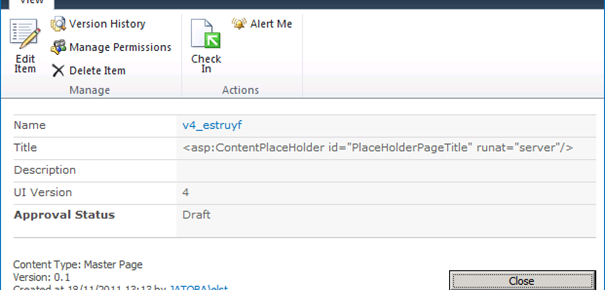 View
Edit Item
Version History
Manage Permissions
Delete Item
Manage
Check In
Alert Me
Actions
Name v4_estruyf
Title <asp:ContentPlaceHolder id="PlaceHolderPageTitle" runat="server"/>
Description
UI Version 4
Approval Status Draft
Content Type: Master Page
Version: 0.1
Created at 18/11/2011 13:13 by
Close